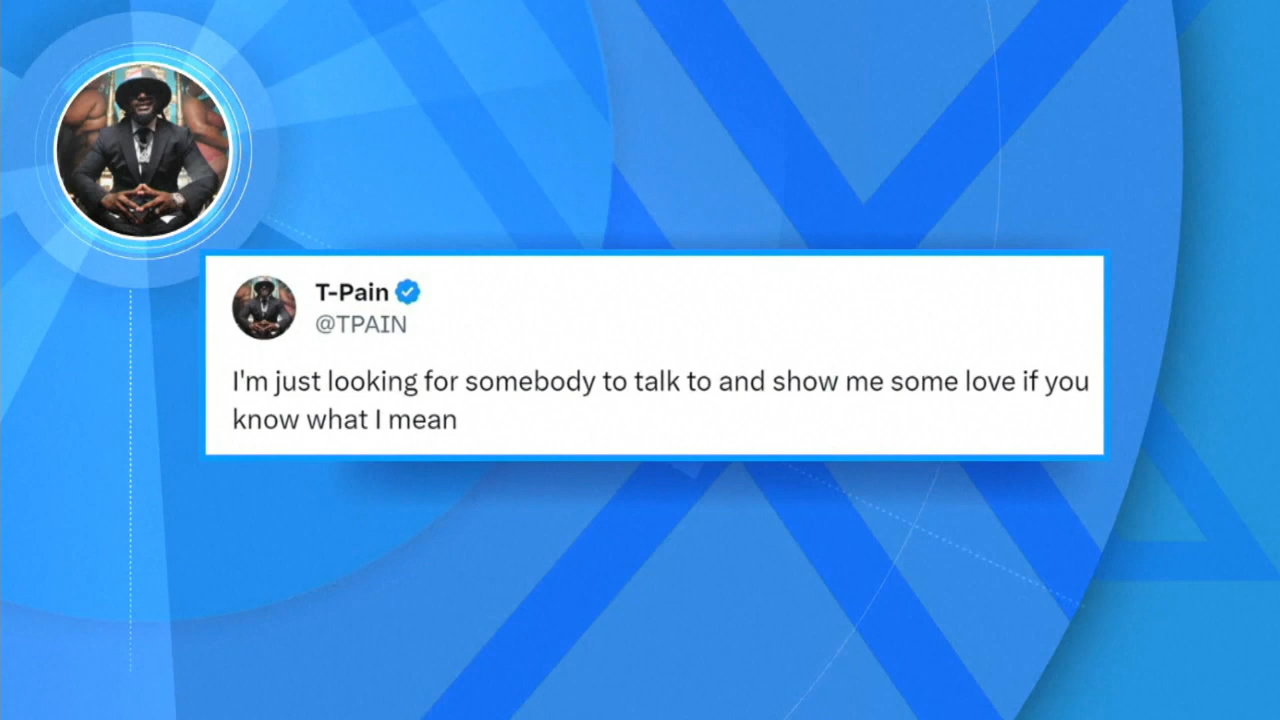 T-Pain
@TPAIN
I'm just looking for somebody to talk to and show me some love if you
know what I mean